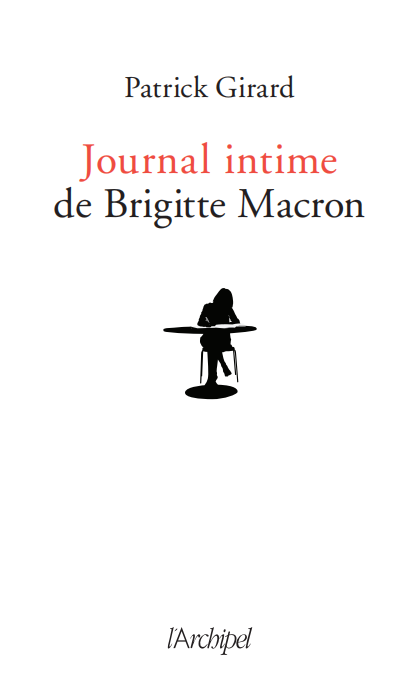 Patrick Girard
Journal intime
de Brigitte Macron
l'Archipel